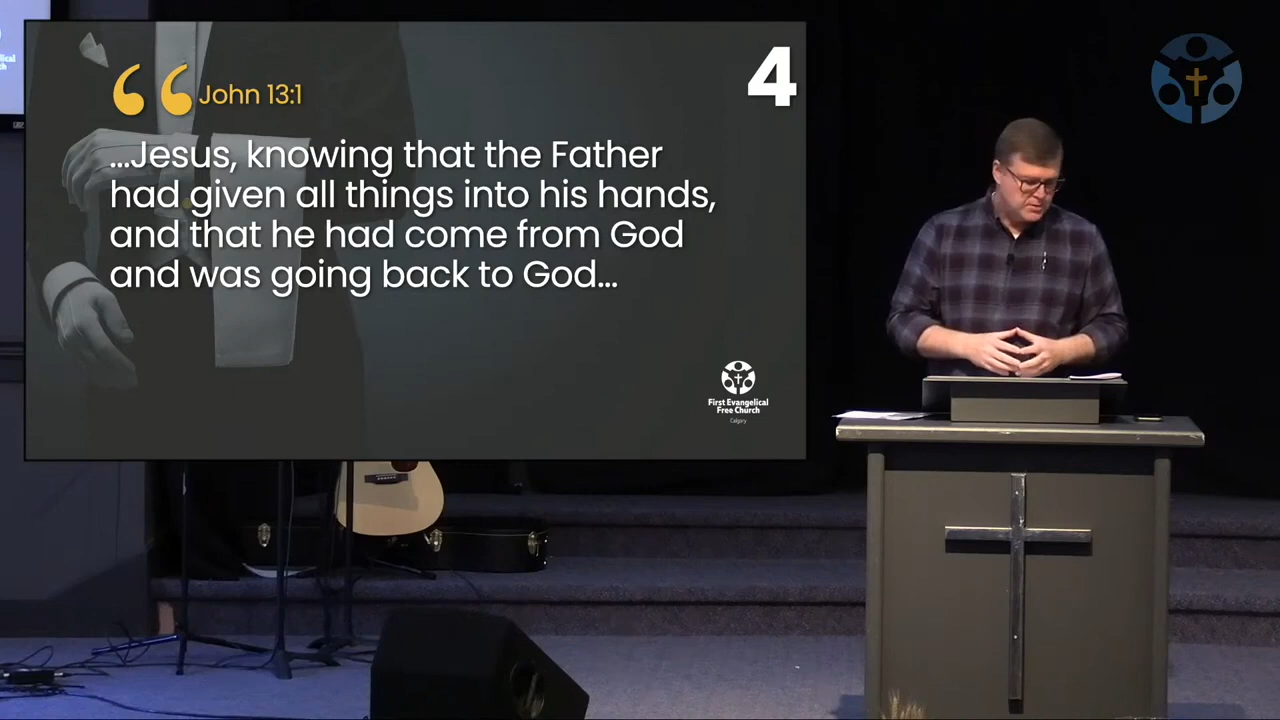 John 13:1
4
...Jesus, knowing that the Father
had given all things into his hands,
and that he had come from God
and was going back to God...
First Evangelical
Free Church
Calgary